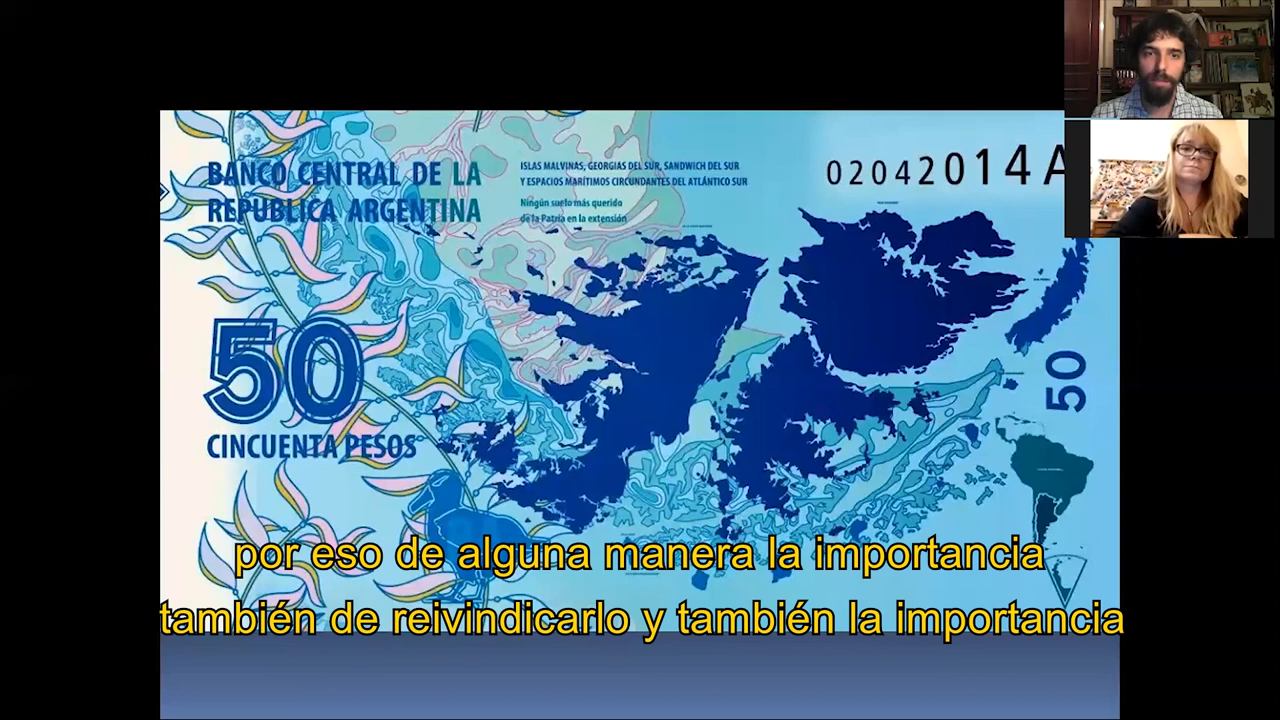 BANCO CENTRAL DE LA
REPUBLICA ARGENTINA
ISLAS MALVINAS, GEORGIAS DEL SUR, SANDWICH DEL SUR
Y ESPACIOS MARÍTIMOS CIRCUNDANTES DEL ATLÁNTICO SUR
Ningún suelo más querido
de la Patria en la extensión
02042014A
50
CINCUENTA PESOS
50
por eso de alguna manera la importancia
también de reivindicarlo y también la importancia